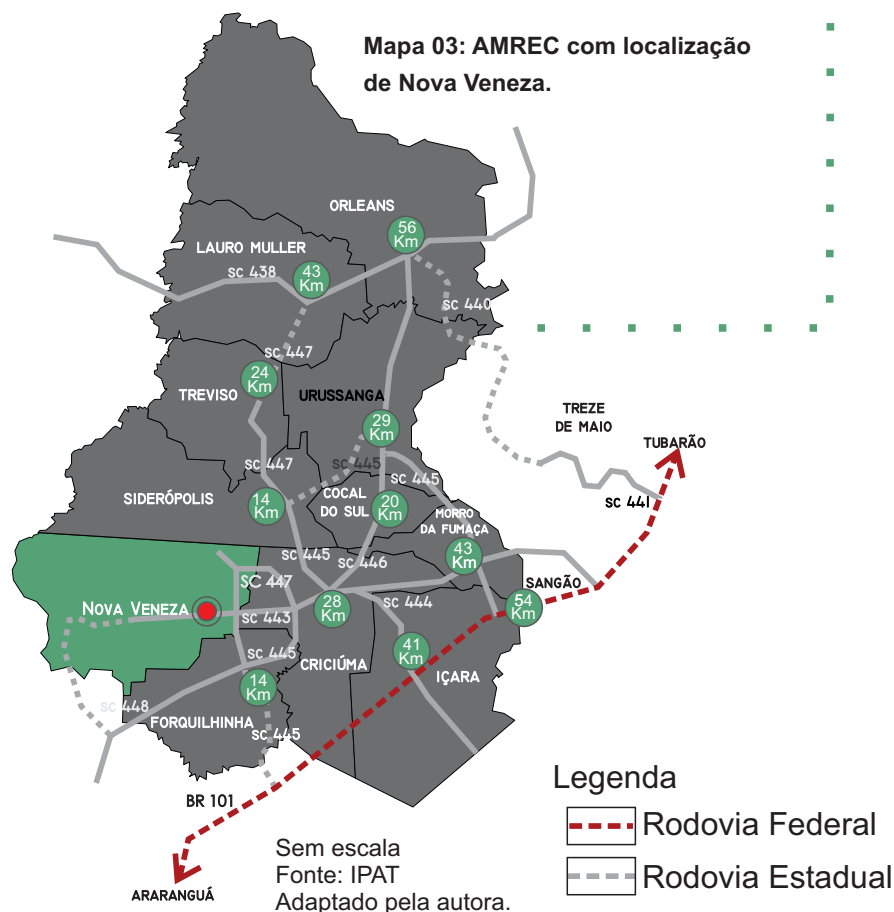 Mapa 03: AMREC com localização
de Nova Veneza.
ORLEANS
56
Km
LAURO MULLER
43
Km
SC 438
SC 440
SC 447
24
Km
TREVISO
URUSSANGA
29
Km
TREZE
DE MAIO
TUBARÃO
SC 447
SC 445
SC 445
SIDERÓPOLIS
14
Km
COCAL
DO SUL
20
Km
MORRO
DA FUMAÇA
SC 441
SC 445
SC 446
43
Km
SC 447
SANGÃO
54
Km
NOVA VENEZA
SC 443
28
Km
SC 444
SC 445
CRICIÚMA
41
Km
IÇARA
14
Km
SC 448
FORQUILHINHA
SC 445
BR 101
ARARANGUÁ
Legenda
Rodovia Federal
Rodovia Estadual
Sem escala
Fonte: IPAT
Adaptado pela autora.